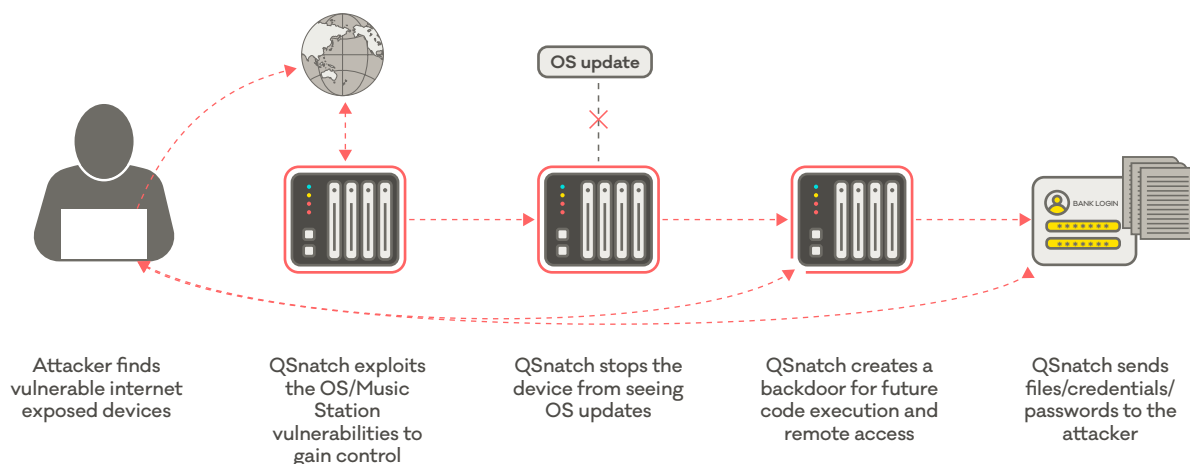 OS update
BANK LOGIN
*******
*******
Attacker finds
vulnerable internet
exposed devices
QSnatch exploits
the OS/Music
Station
vulnerabilities to
gain control
QSnatch stops the
device from seeing
OS updates
QSnatch creates a
backdoor for future
code execution and
remote access
QSnatch sends
files/credentials/
passwords to the
attacker